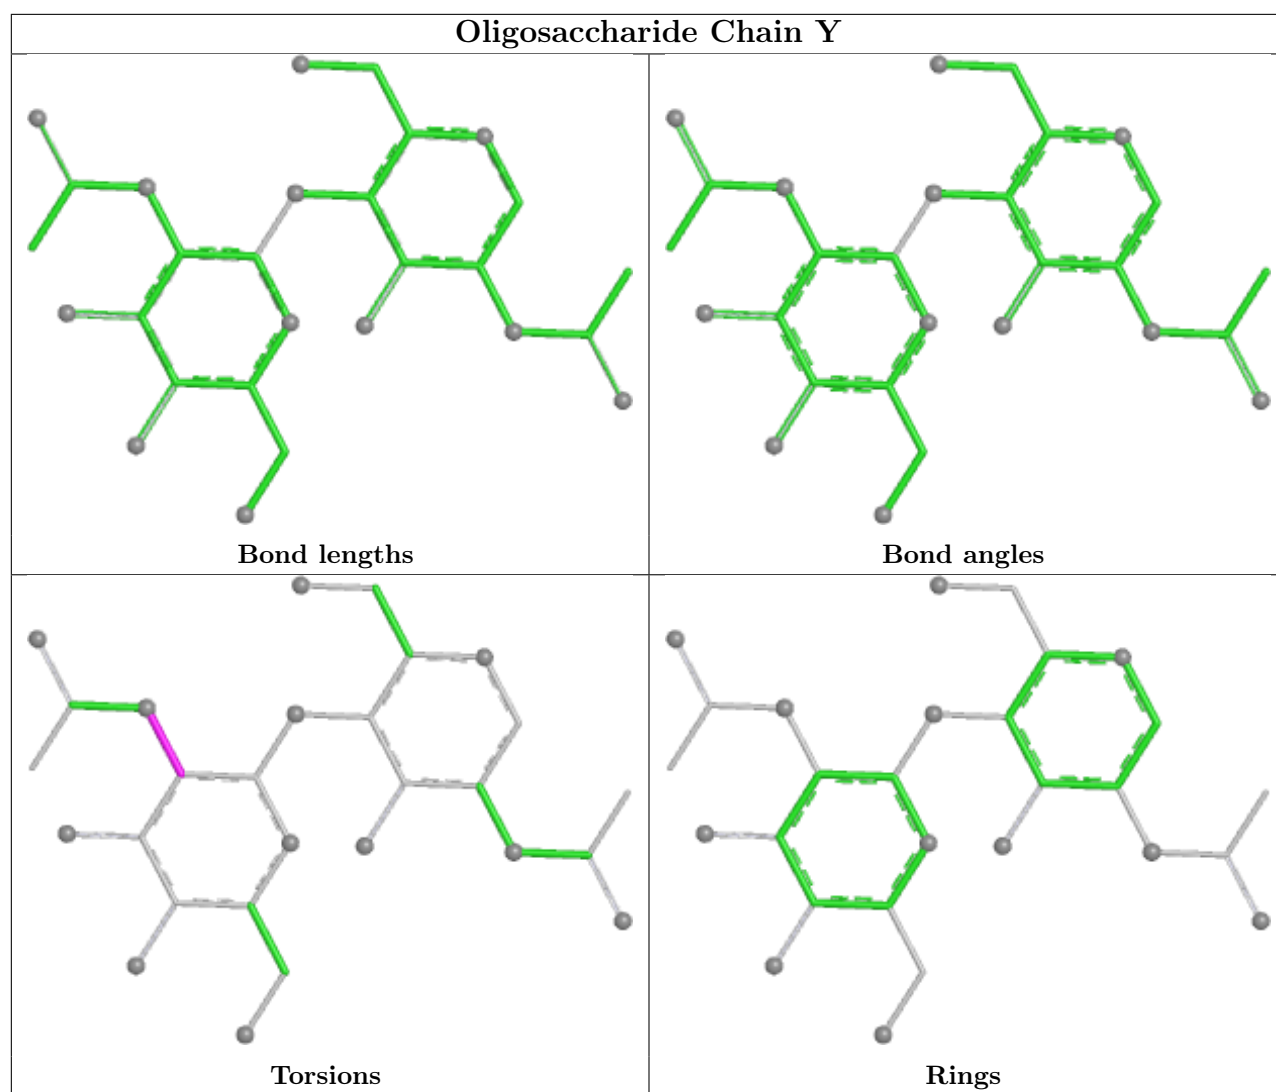 Oligosaccharide Chain Y
Bond lengths
Bond angles
Torsions
Rings